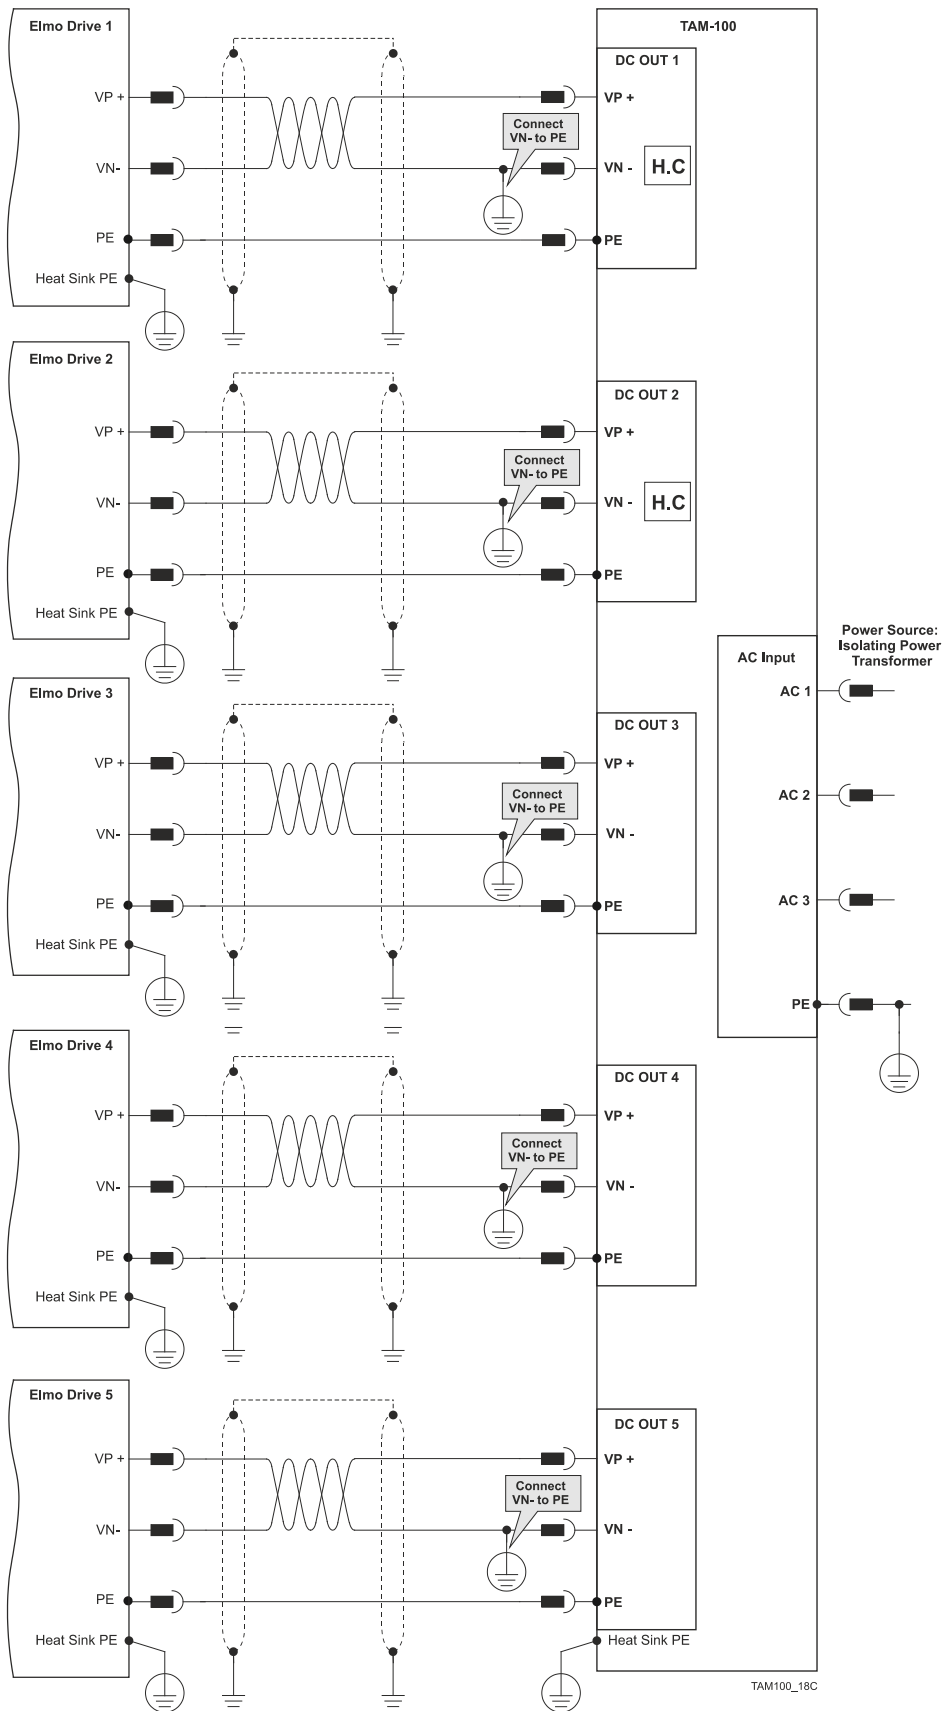 Elmo Drive 1
TAM-100
DC OUT 1
VP +
VP +
Connect
VN- to PE
VN-
VN -
H.C
PE
PE
Heat Sink PE
Elmo Drive 2
DC OUT 2
VP +
VP +
Connect
VN- to PE
VN-
VN -
H.C
PE
PE
Heat Sink PE
Power Source:
Isolating Power
Transformer
AC Input
AC 1
AC 2
AC 3
PE
Elmo Drive 3
DC OUT 3
VP +
VP +
Connect
VN- to PE
VN-
VN -
PE
PE
Heat Sink PE
Elmo Drive 4
DC OUT 4
VP +
VP +
Connect
VN- to PE
VN-
VN -
PE
PE
Heat Sink PE
Elmo Drive 5
DC OUT 5
VP +
VP +
Connect
VN- to PE
VN-
VN -
PE
PE
Heat Sink PE
Heat Sink PE
TAM100_18C